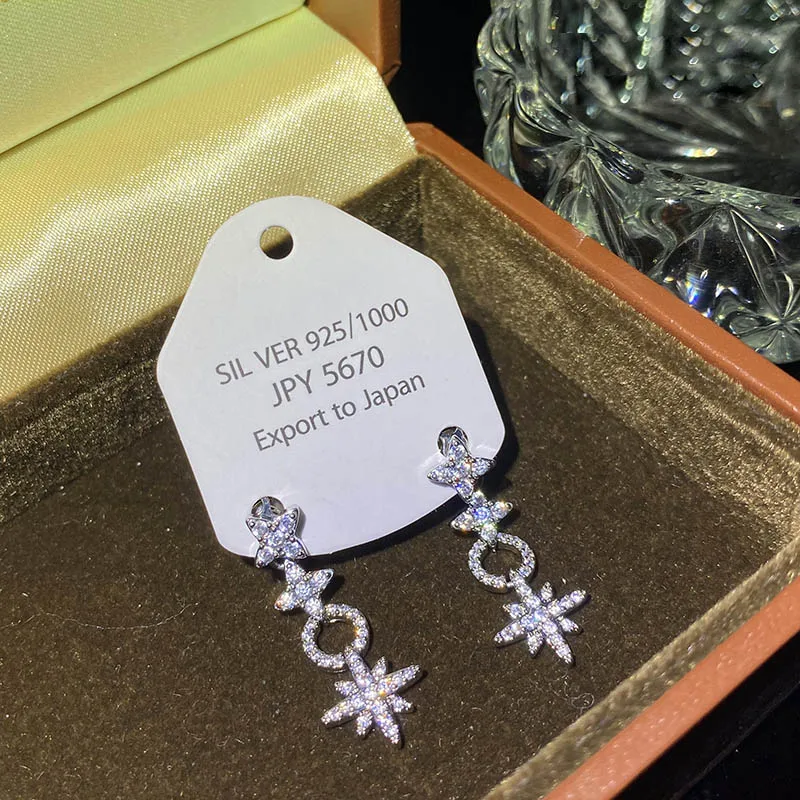 SIL VER 925/1000
JPY 5670
Export to Japan